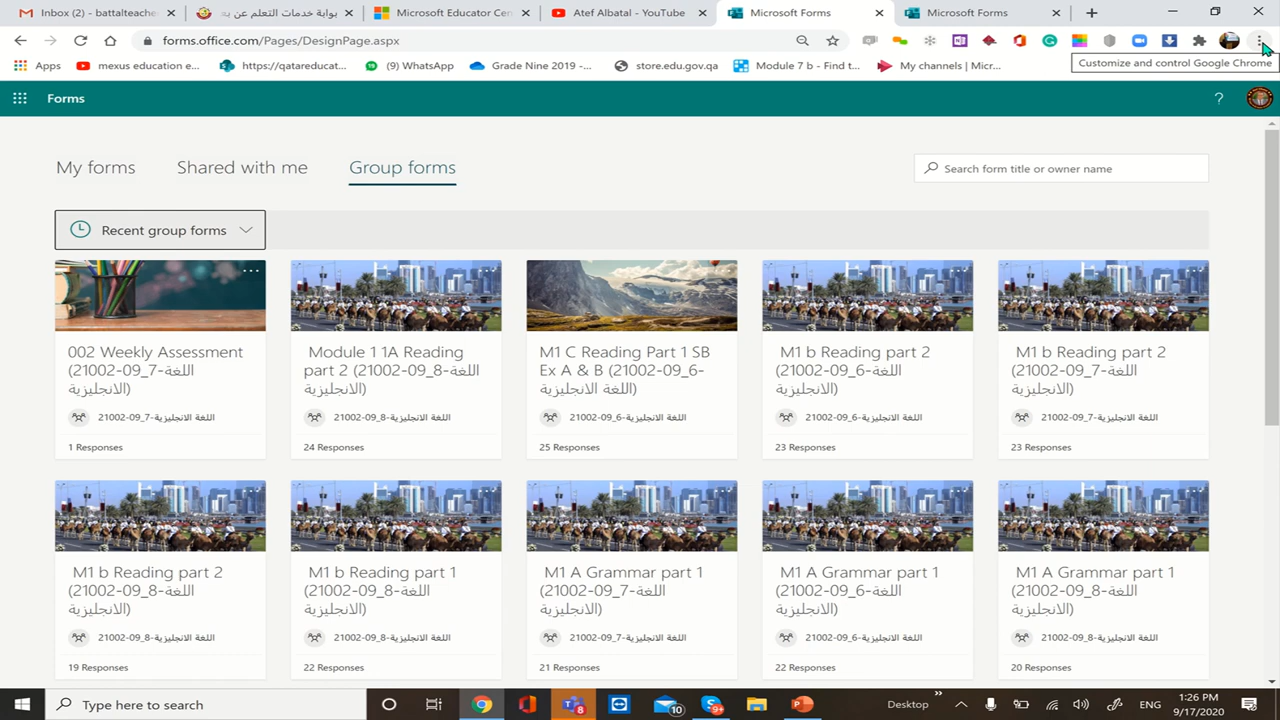 Inbox (2) - battalteache
بوابة خدمات التعلم عن بع
Microsoft Educator Cen
Atef Albatal - YouTube
Microsoft Forms
Microsoft Forms
forms.office.com/Pages/DesignPage.aspx
Apps
mexus education e...
https://qatareducat...
(9) WhatsApp
Grade Nine 2019-...
store.edu.gov.qa
Module 7 b - Find t...
My channels | Micr...
Customize and control Google Chrome
Forms
?
My forms
Shared with me
Group forms
Search form title or owner name
Recent group forms
002 Weekly Assessment
(21002-09_7-اللغة
الانجليزية)
21002-09_7-اللغة الانجليزية
1 Responses
Module 1 1A Reading
part 2 (21002-09_8-اللغة
الانجليزية)
21002-09_8-اللغة الانجليزية
24 Responses
M1 C Reading Part 1 SB
Ex A & B (21002-09_6-
اللغة الانجليزية)
21002-09_6-اللغة الانجليزية
25 Responses
M1 b Reading part 2
(21002-09_6-اللغة
الانجليزية)
21002-09_6-اللغة الانجليزية
23 Responses
M1 b Reading part 2
(21002-09_7-اللغة
الانجليزية)
21002-09_7-اللغة الانجليزية
23 Responses
M1 b Reading part 2
(21002-09_8-اللغة
الانجليزية)
21002-09_8-اللغة الانجليزية
19 Responses
M1 b Reading part 1
(21002-09_8-اللغة
الانجليزية)
21002-09_8-اللغة الانجليزية
22 Responses
M1 A Grammar part 1
(21002-09_7-اللغة
الانجليزية)
21002-09_7-اللغة الانجليزية
21 Responses
M1 A Grammar part 1
(21002-09_6-اللغة
الانجليزية)
21002-09_6-اللغة الانجليزية
22 Responses
M1 A Grammar part 1
(21002-09_8-اللغة
الانجليزية)
21002-09_8-اللغة الانجليزية
20 Responses
Type here to search
8
10
9+
Desktop
ENG
1:26 PM
9/17/2020